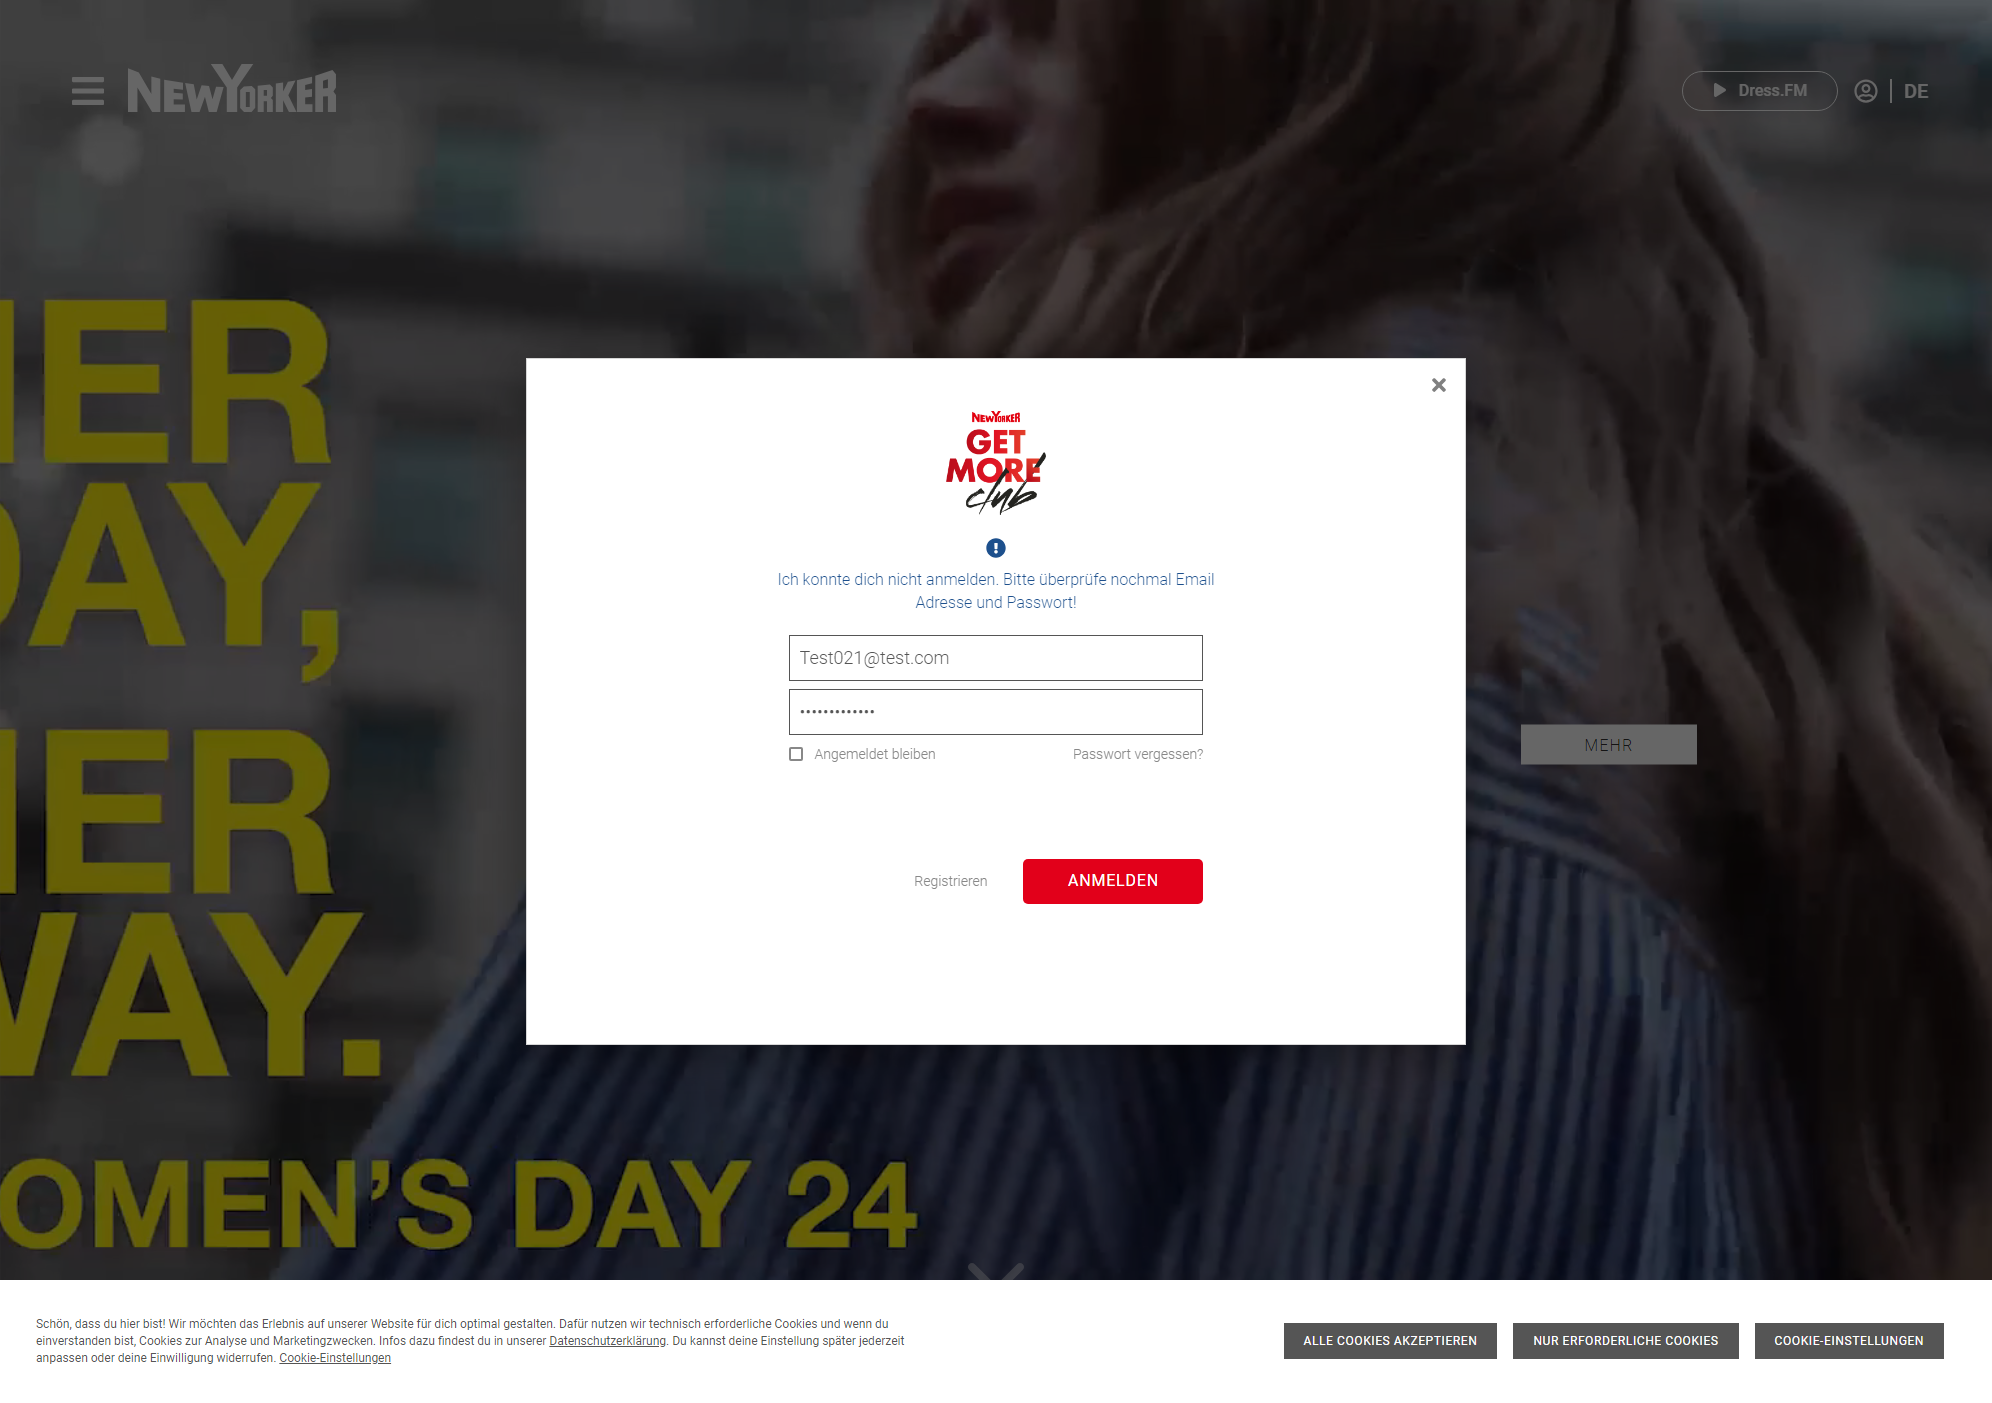 NEWYORKER
Dress.FM
DE
HER
DAY,
HER
WAY.
WOMEN'S DAY 24
NEWYORKER
GET
MORE
club
Ich konnte dich nicht anmelden. Bitte überprüfe nochmal Email
Adresse und Passwort!
Test021@test.com
•••••••••••••
Angemeldet bleiben
Passwort vergessen?
MEHR
Registrieren
ANMELDEN
Schön, dass du hier bist! Wir möchten das Erlebnis auf unserer Website für dich optimal gestalten. Dafür nutzen wir technisch erforderliche Cookies und wenn du
einverstanden bist, Cookies zur Analyse und Marketingzwecken. Infos dazu findest du in unserer Datenschutzerklärung. Du kannst deine Einstellung später jederzeit
anpassen oder deine Einwilligung widerrufen. Cookie-Einstellungen
ALLE COOKIES AKZEPTIEREN
NUR ERFORDERLICHE COOKIES
COOKIE-EINSTELLUNGEN